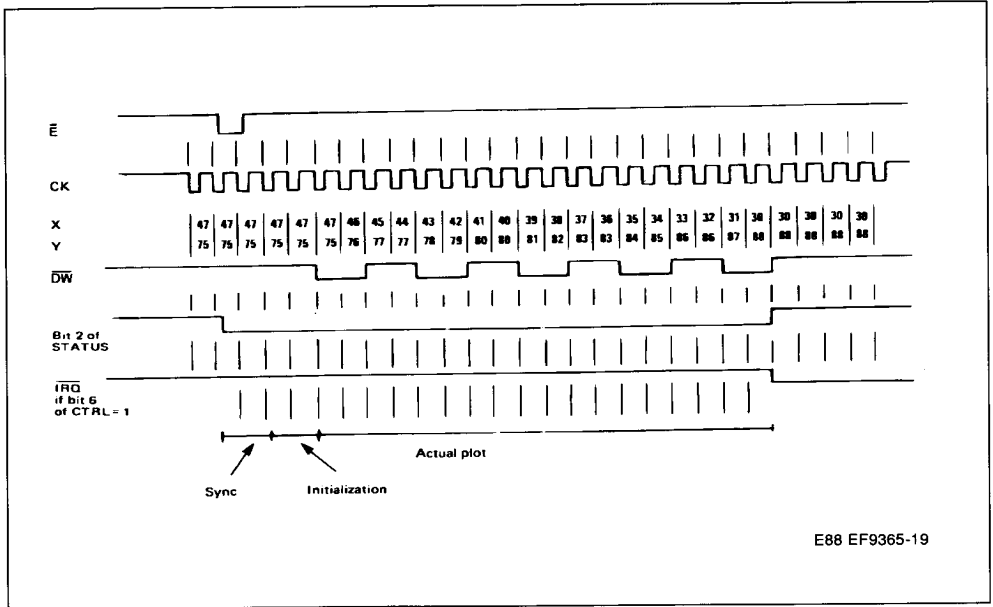 E̅
CK
X 47 47 47 47 47 47 46 45 44 43 42 41 40 39 38 37 36 35 34 33 32 31 30 30 30 30 30
Y 75 75 75 75 75 75 76 77 77 78 79 80 80 81 82 83 83 84 85 86 86 87 88 88 88 88 88
D̅W̅
Bit 2 of
STATUS
I̅R̅Q̅
if bit 6
of CTRL = 1
Actual plot
Sync Initialization
E88 EF9365-19